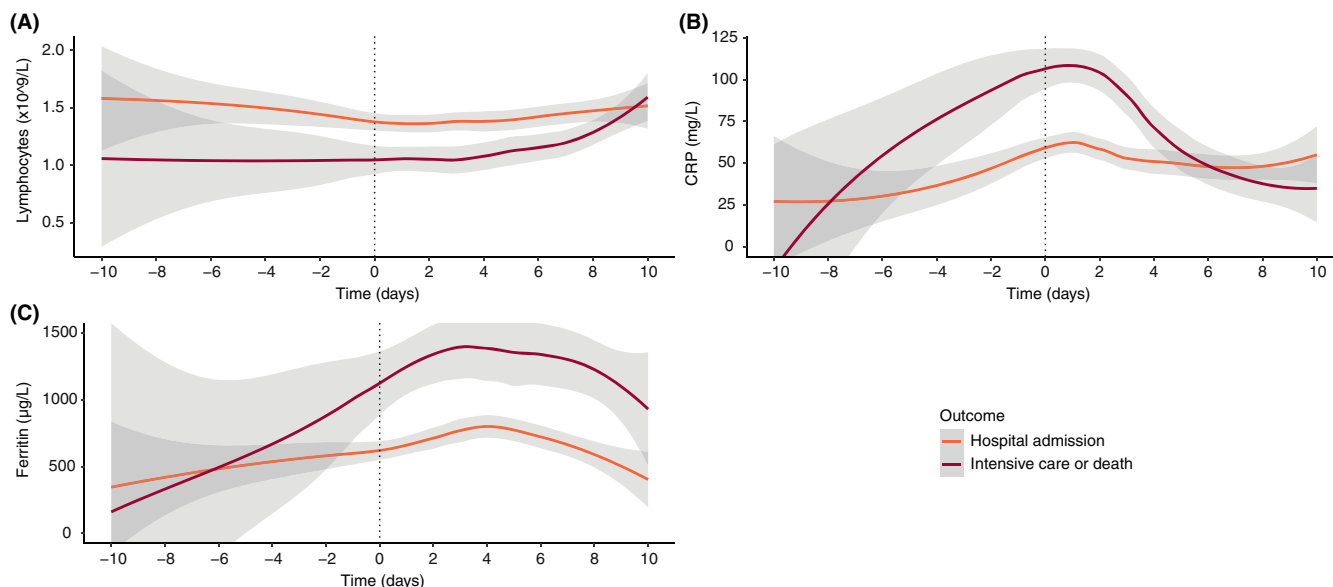 (A)
Lymphocytes (x10^9/L)
2.0
1.5
1.0
0.5
−10 −8 −6 −4 −2 0 2 4 6 8 10
Time (days)
(B)
CRP (mg/L)
125
100
75
50
25
0
−10 −8 −6 −4 −2 0 2 4 6 8 10
Time (days)
(C)
Ferritin (µg/L)
1500
1000
500
0
−10 −8 −6 −4 −2 0 2 4 6 8 10
Time (days)
Outcome
Hospital admission
Intensive care or death